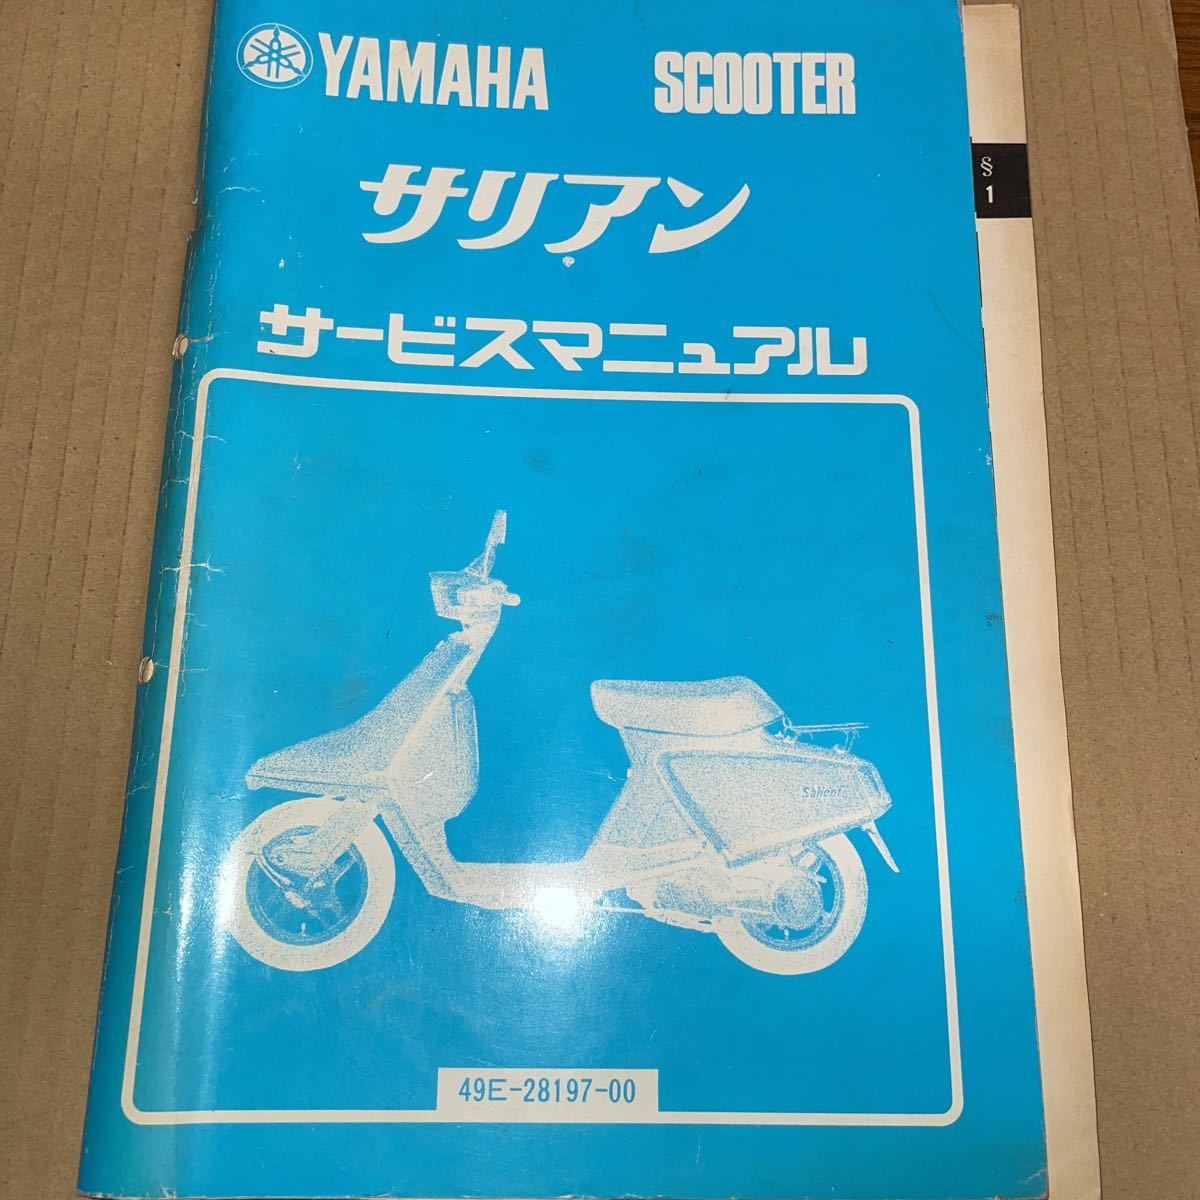 YAMAHA SCOOTER
サリアン
サービスマニュアル
§
1
Salient
49E-28197-00